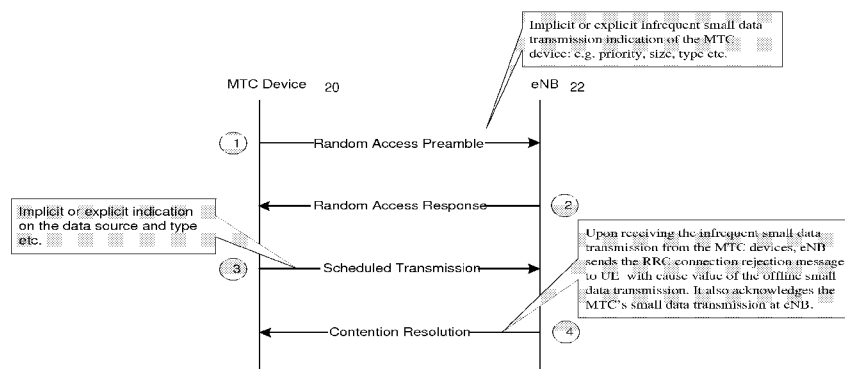 Implicit or explicit infrequent small data
transmission indication of the MTC
device: e.g. priority, size, type etc.
MTC Device 20
eNB 22
1
Random Access Preamble
Random Access Response
2
Implicit or explicit indication
on the data source and type
etc.
3
Scheduled Transmission
Upon receiving the infrequent small data
transmission from the MTC devices, eNB
sends the RRC connection rejection message
to UE with cause value of the offline small
data transmission. It also acknowledges the
MTC's small data transmission at eNB.
Contention Resolution
4